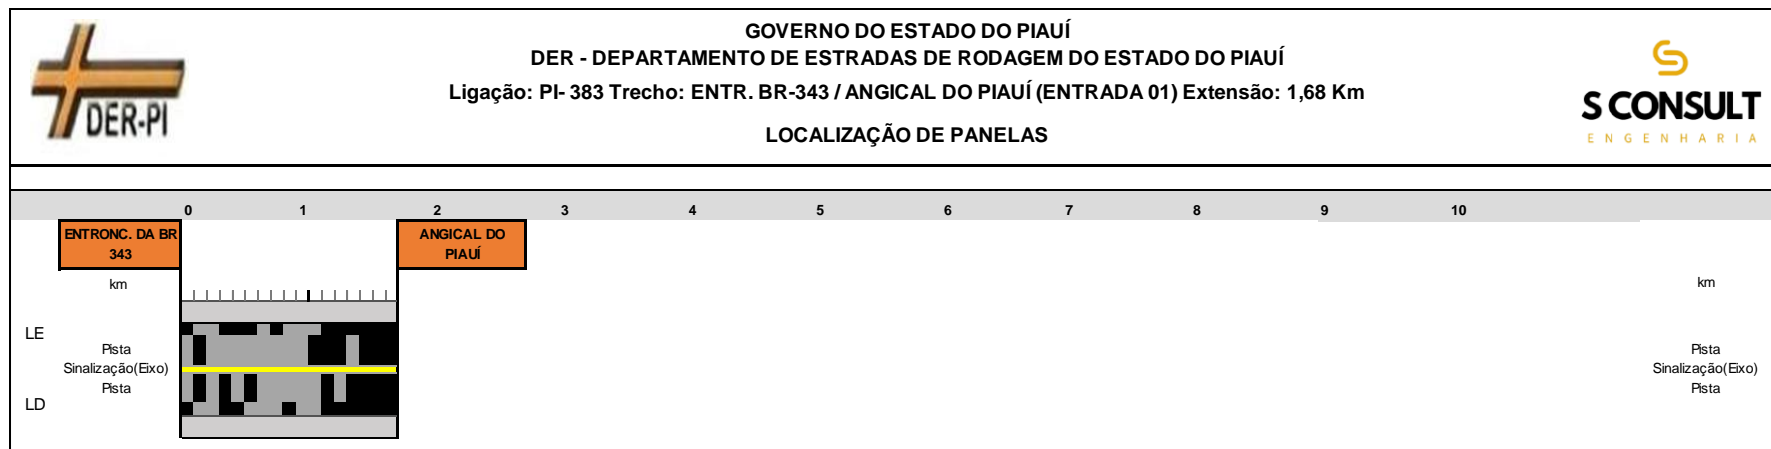 GOVERNO DO ESTADO DO PIAUÍ
DER - DEPARTAMENTO DE ESTRADAS DE RODAGEM DO ESTADO DO PIAUÍ
Ligação: PI- 383 Trecho: ENTR. BR-343 / ANGICAL DO PIAUÍ (ENTRADA 01) Extensão: 1,68 Km
LOCALIZAÇÃO DE PANELAS
DER-PI
S CONSULT
ENGENHARIA
0 1 2 3 4 5 6 7 8 9 10
ENTRONC. DA BR
343
ANGICAL DO
PIAUÍ
km
km
LE
Pista
Pista
Sinalização(Eixo)
Sinalização(Eixo)
Pista
Pista
LD